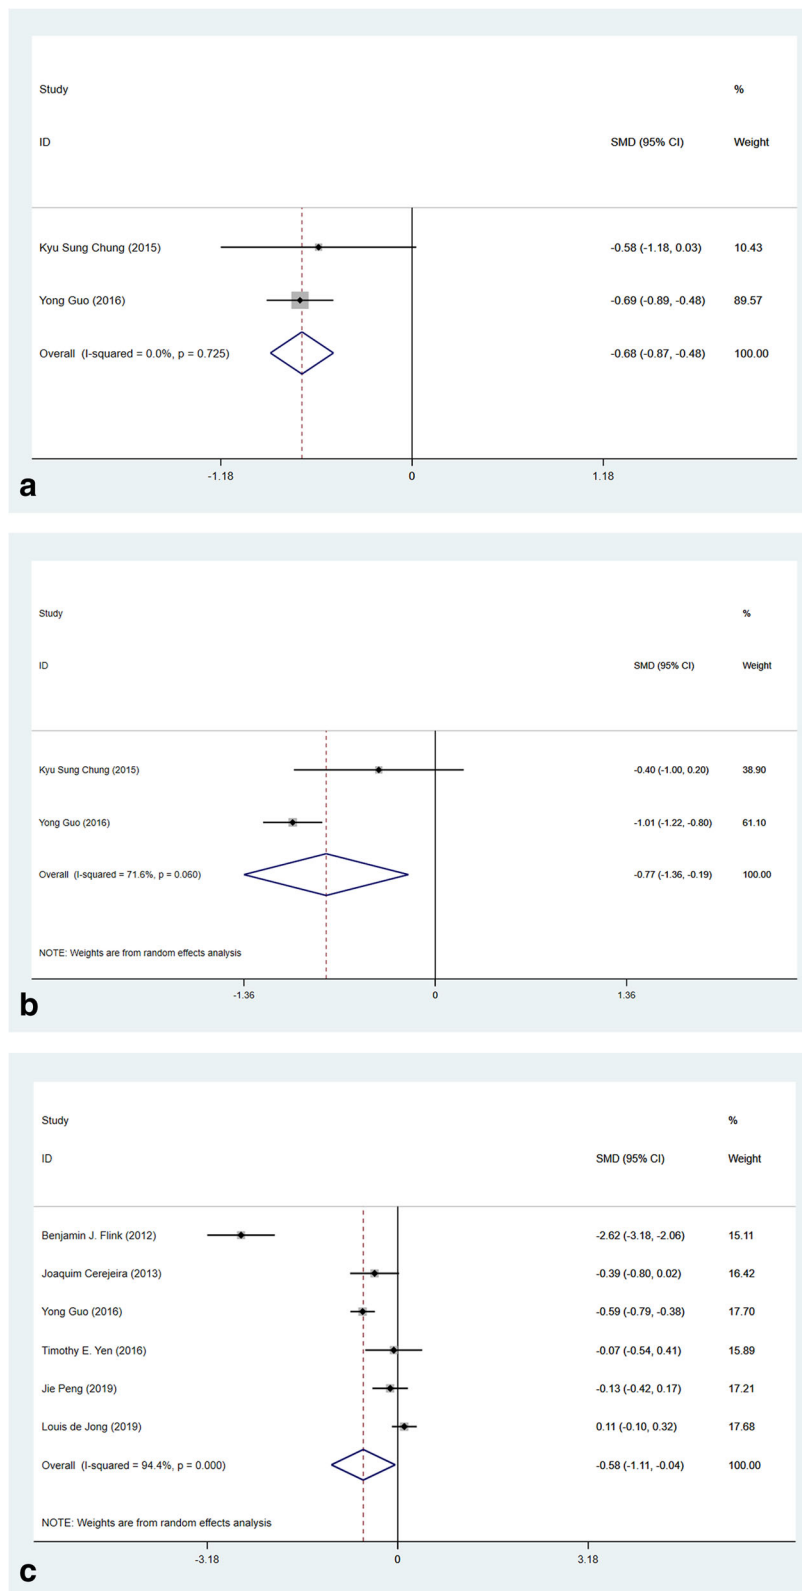 Study %
ID SMD (95% CI) Weight
Kyu Sung Chung (2015) -0.58 (-1.18, 0.03) 10.43
Yong Guo (2016) -0.69 (-0.89, -0.48) 89.57
Overall (I-squared = 0.0%, p = 0.725) -0.68 (-0.87, -0.48) 100.00
-1.18 0 1.18
a
Study %
ID SMD (95% CI) Weight
Kyu Sung Chung (2015) -0.40 (-1.00, 0.20) 38.90
Yong Guo (2016) -1.01 (-1.22, -0.80) 61.10
Overall (I-squared = 71.6%, p = 0.060) -0.77 (-1.36, -0.19) 100.00
NOTE: Weights are from random effects analysis
-1.36 0 1.36
b
Study %
ID SMD (95% CI) Weight
Benjamin J. Flink (2012) -2.62 (-3.18, -2.06) 15.11
Joaquim Cerejeira (2013) -0.39 (-0.80, 0.02) 16.42
Yong Guo (2016) -0.59 (-0.79, -0.38) 17.70
Timothy E. Yen (2016) -0.07 (-0.54, 0.41) 15.89
Jie Peng (2019) -0.13 (-0.42, 0.17) 17.21
Louis de Jong (2019) 0.11 (-0.10, 0.32) 17.68
Overall (I-squared = 94.4%, p = 0.000) -0.58 (-1.11, -0.04) 100.00
NOTE: Weights are from random effects analysis
-3.18 0 3.18
c